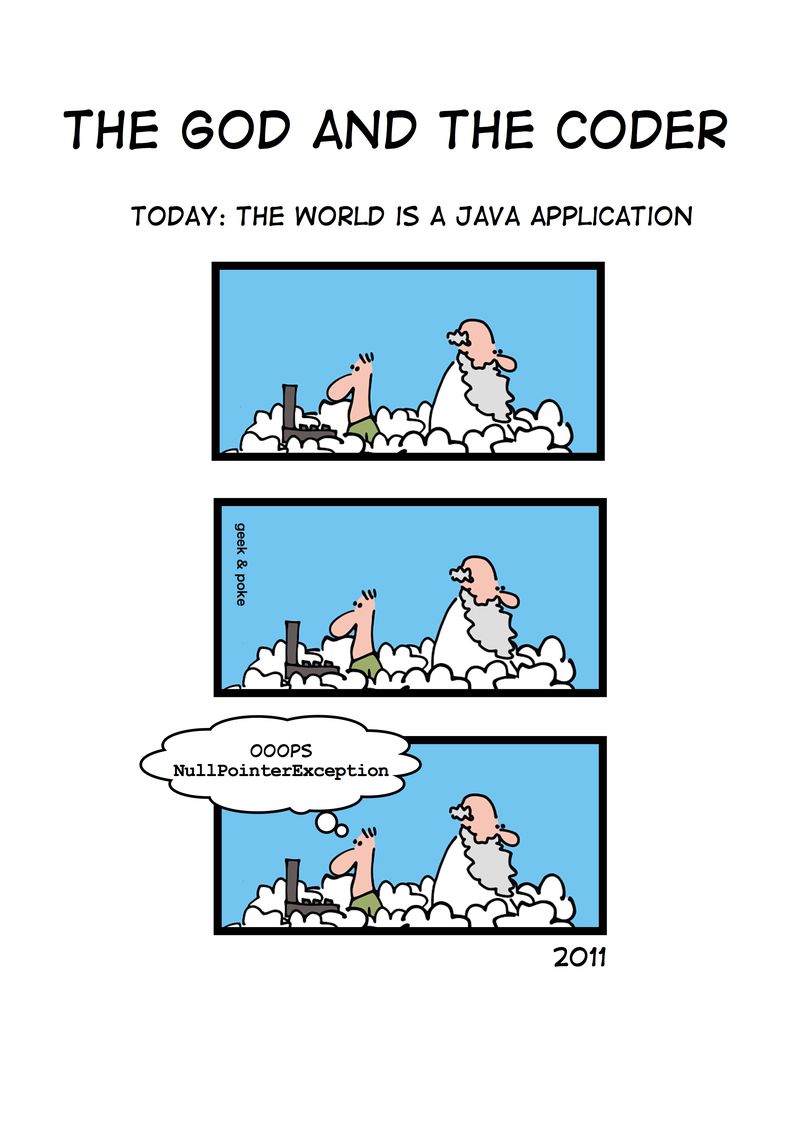 THE GOD AND THE CODER
TODAY: THE WORLD IS A JAVA APPLICATION
geek & poke
OOOPS
NullPointerException
2011